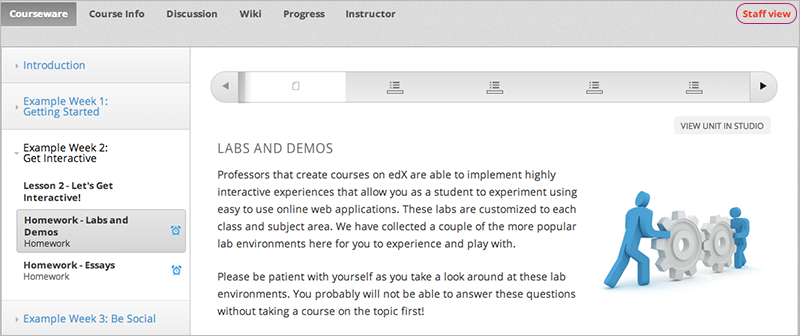 Courseware Course Info Discussion Wiki Progress Instructor Staff view
Introduction
Example Week 1:
Getting Started
Example Week 2:
Get Interactive
Lesson 2 - Let's Get
Interactive!
Homework - Labs and
Demos
Homework
Homework - Essays
Homework
Example Week 3: Be Social
VIEW UNIT IN STUDIO
LABS AND DEMOS
Professors that create courses on edX are able to implement highly
interactive experiences that allow you as a student to experiment using
easy to use online web applications. These labs are customized to each
class and subject area. We have collected a couple of the more popular
lab environments here for you to experience and play with.
Please be patient with yourself as you take a look around at these lab
environments. You probably will not be able to answer these questions
without taking a course on the topic first!